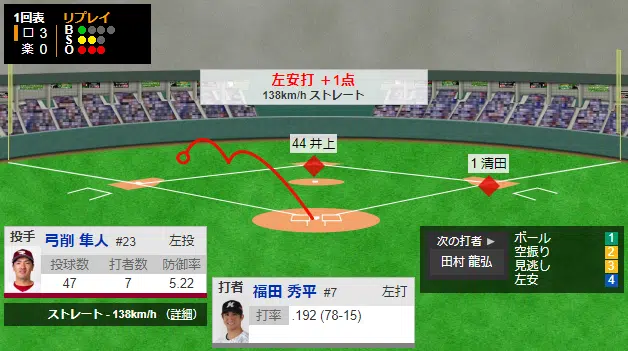 1回表 リプレイ
ロ 3 B
S
楽 0 O
左安打 +1点
138km/h ストレート
44 井上
1 清田
投手 弓削 隼人 #23 左投
投球数 打者数 防御率
47 7 5.22
ストレート - 138km/h （詳細）
打者 福田 秀平 #7 左打
打率 .192 (78-15)
次の打者 ▶
田村 龍弘
ボール 1
空振り 2
見逃し 3
左安 4